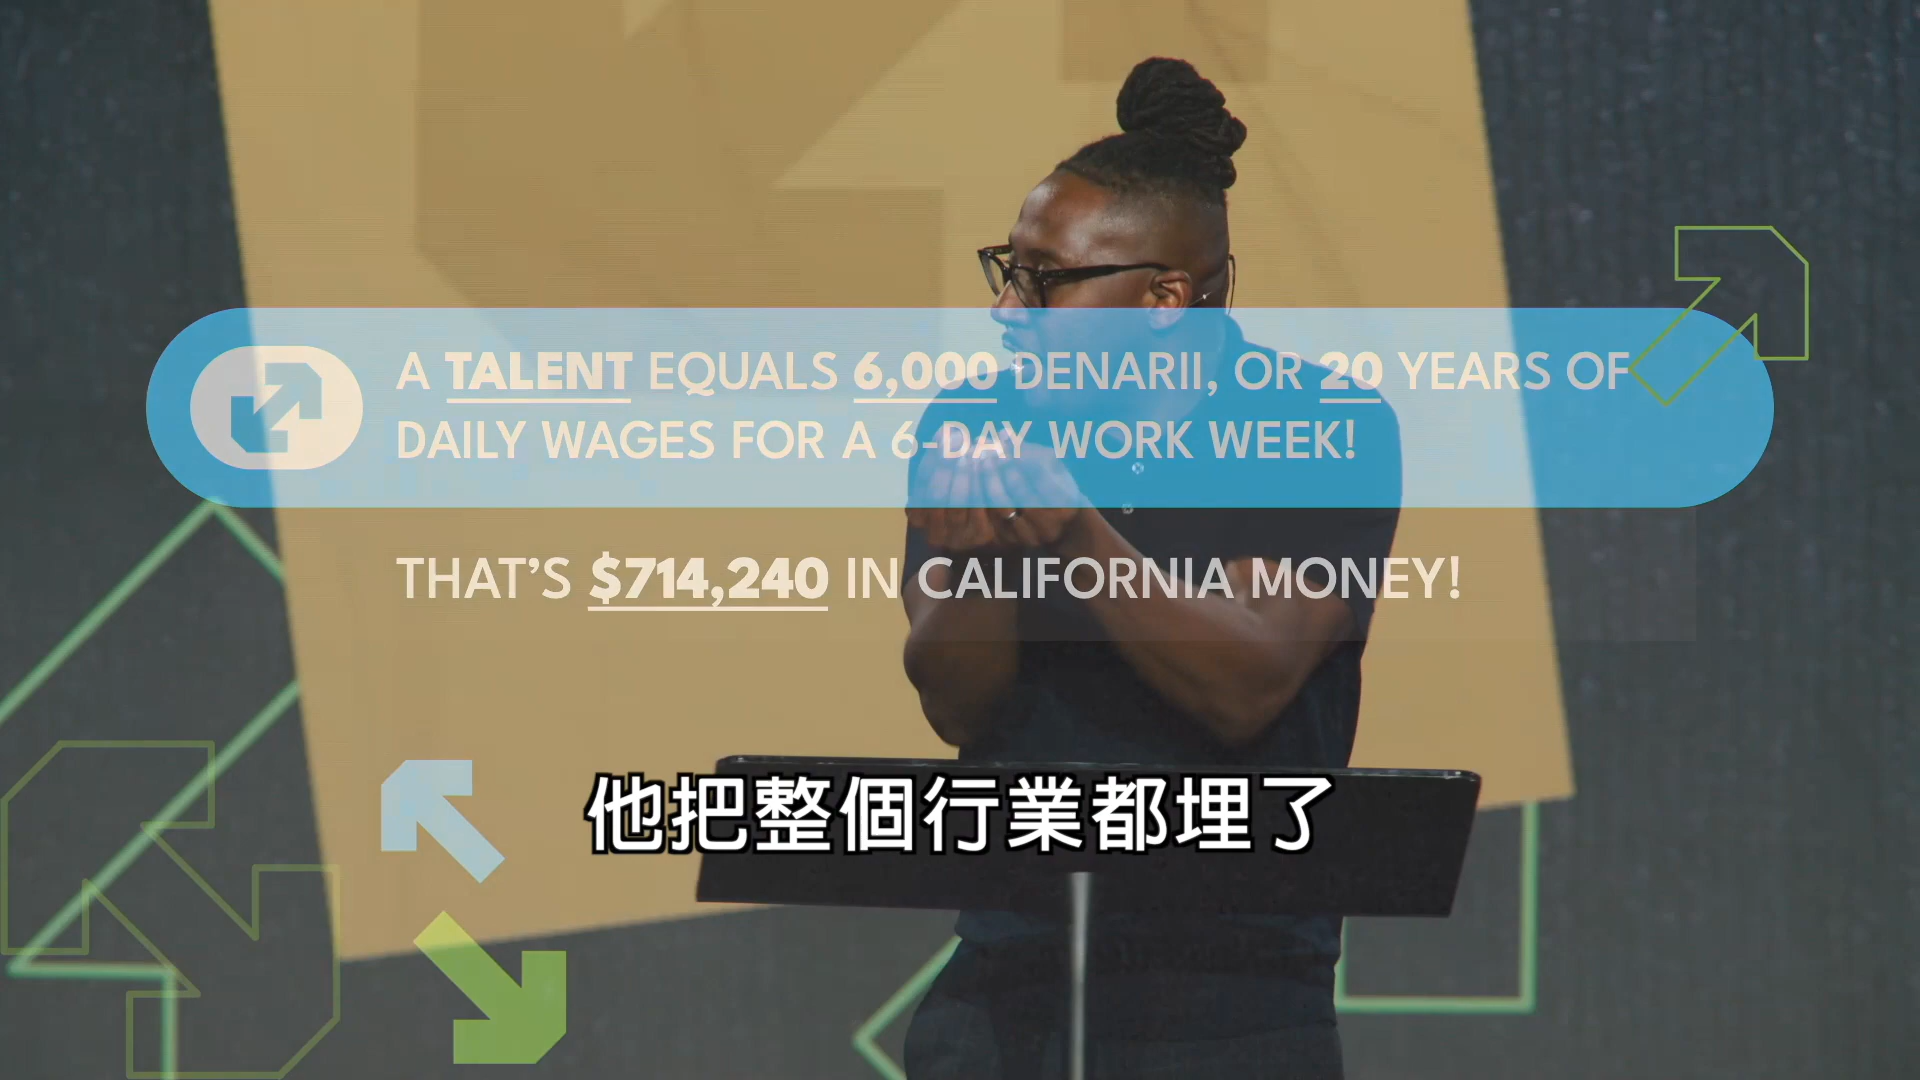 A TALENT EQUALS 6,000 DENARII, OR 20 YEARS OF
DAILY WAGES FOR A 6-DAY WORK WEEK!
THAT'S $714,240 IN CALIFORNIA MONEY!
他把整個行業都埋了